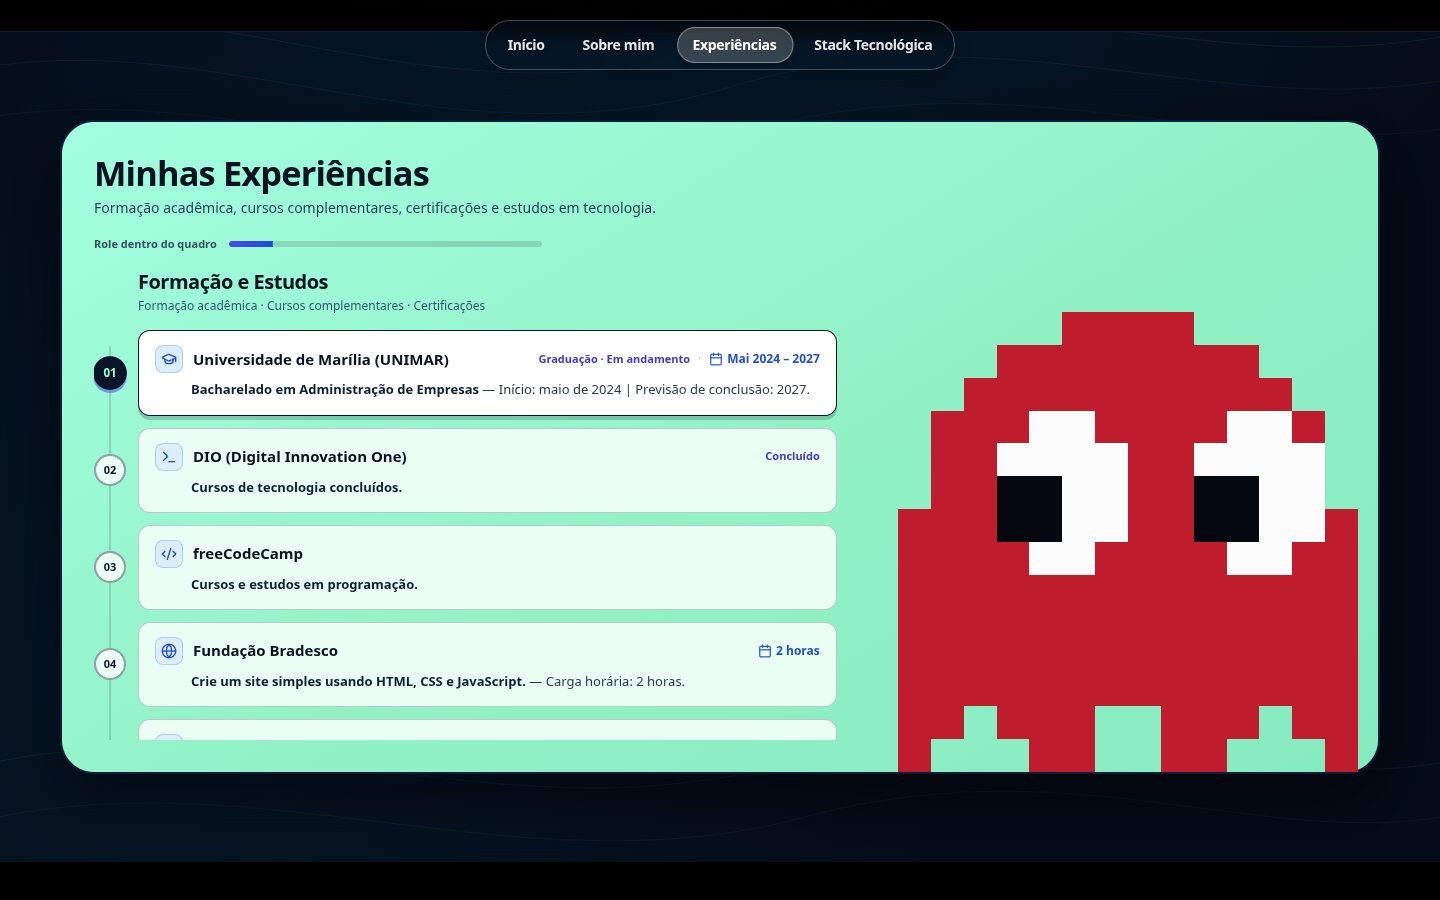 Início Sobre mim Experiências Stack Tecnológica
Minhas Experiências
Formação acadêmica, cursos complementares, certificações e estudos em tecnologia.
Role dentro do quadro
Formação e Estudos
Formação acadêmica · Cursos complementares · Certificações
01
Universidade de Marília (UNIMAR) Graduação · Em andamento · Mai 2024 – 2027
Bacharelado em Administração de Empresas — Início: maio de 2024 | Previsão de conclusão: 2027.
02
DIO (Digital Innovation One) Concluído
Cursos de tecnologia concluídos.
03
freeCodeCamp
Cursos e estudos em programação.
04
Fundação Bradesco 2 horas
Crie um site simples usando HTML, CSS e JavaScript. — Carga horária: 2 horas.